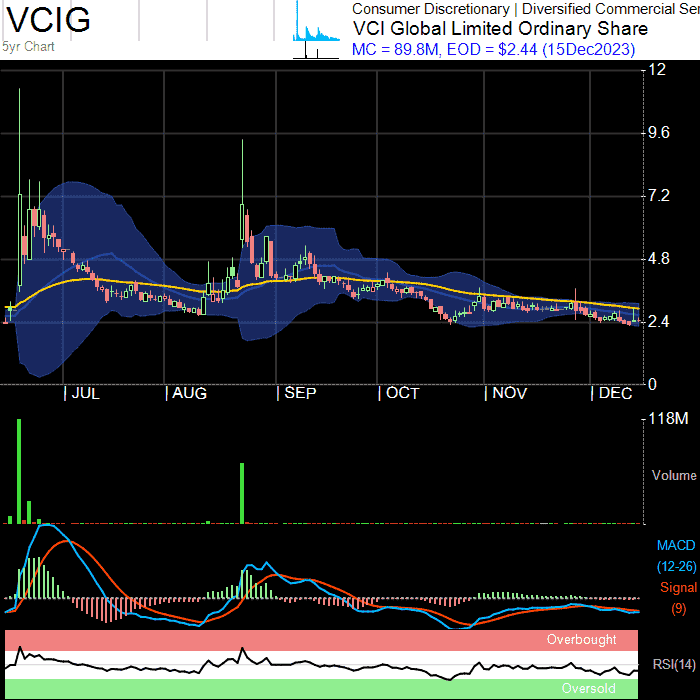 VCIG
5yr Chart
Consumer Discretionary | Diversified Commercial Ser
VCI Global Limited Ordinary Share
MC = 89.8M, EOD = $2.44 (15Dec2023)
12
9.6
7.2
4.8
2.4
0
JUL AUG SEP OCT NOV DEC
118M
Volume
MACD
(12-26)
Signal
(9)
Overbought
RSI(14)
Oversold